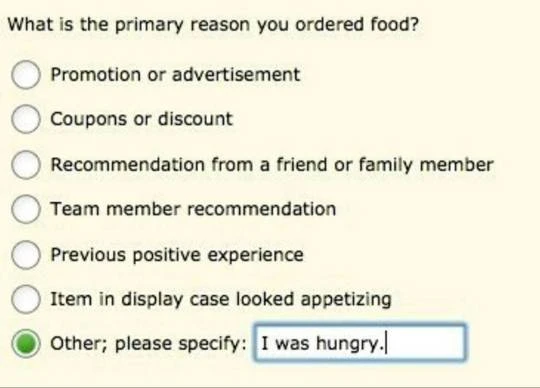 What is the primary reason you ordered food?
Promotion or advertisement
Coupons or discount
Recommendation from a friend or family member
Team member recommendation
Previous positive experience
Item in display case looked appetizing
Other; please specify: I was hungry.